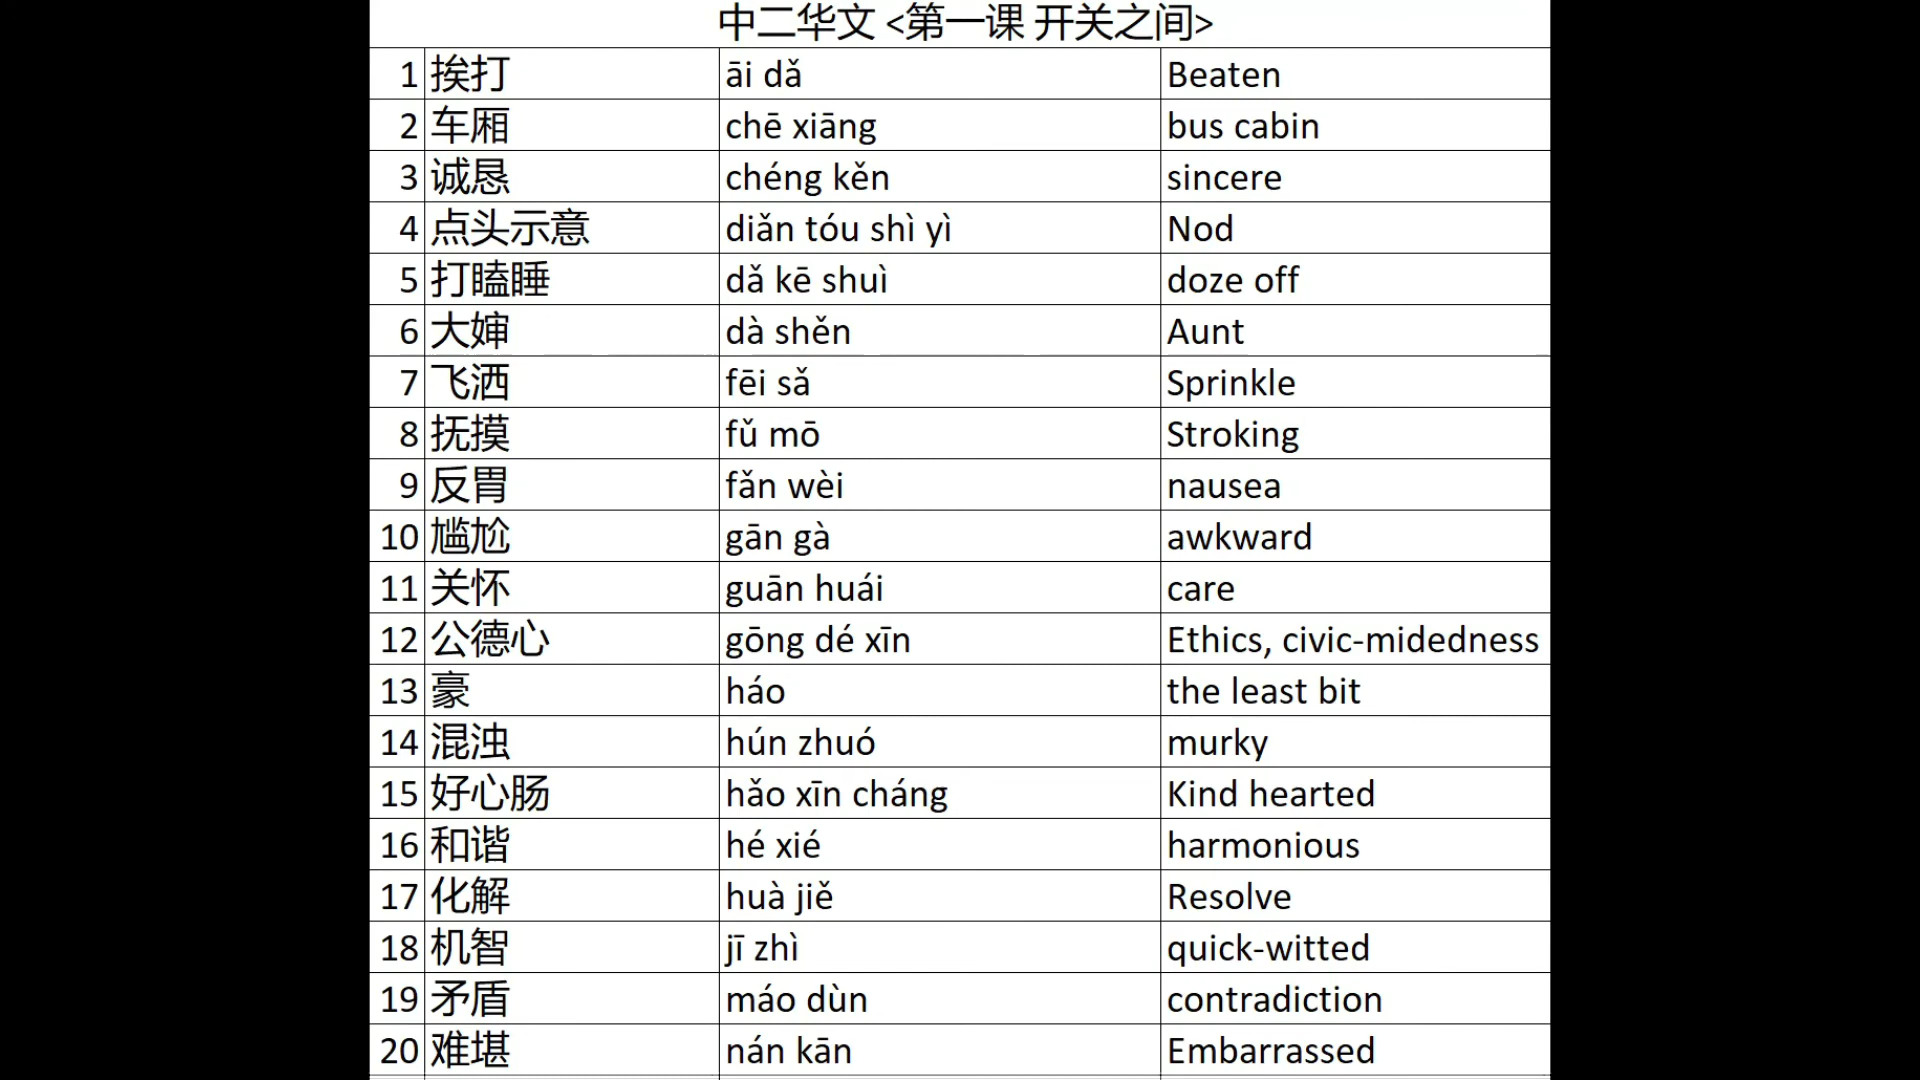 中二华文 <第一课 开关之间>
1 挨打 āi dǎ Beaten
2 车厢 chē xiāng bus cabin
3 诚恳 chéng kěn sincere
4 点头示意 diǎn tóu shì yì Nod
5 打瞌睡 dǎ kē shuì doze off
6 大婶 dà shěn Aunt
7 飞洒 fēi sǎ Sprinkle
8 抚摸 fǔ mō Stroking
9 反胃 fǎn wèi nausea
10 尴尬 gān gà awkward
11 关怀 guān huái care
12 公德心 gōng dé xīn Ethics, civic-midedness
13 豪 háo the least bit
14 混浊 hún zhuó murky
15 好心肠 hǎo xīn cháng Kind hearted
16 和谐 hé xié harmonious
17 化解 huà jiě Resolve
18 机智 jī zhì quick-witted
19 矛盾 máo dùn contradiction
20 难堪 nán kān Embarrassed